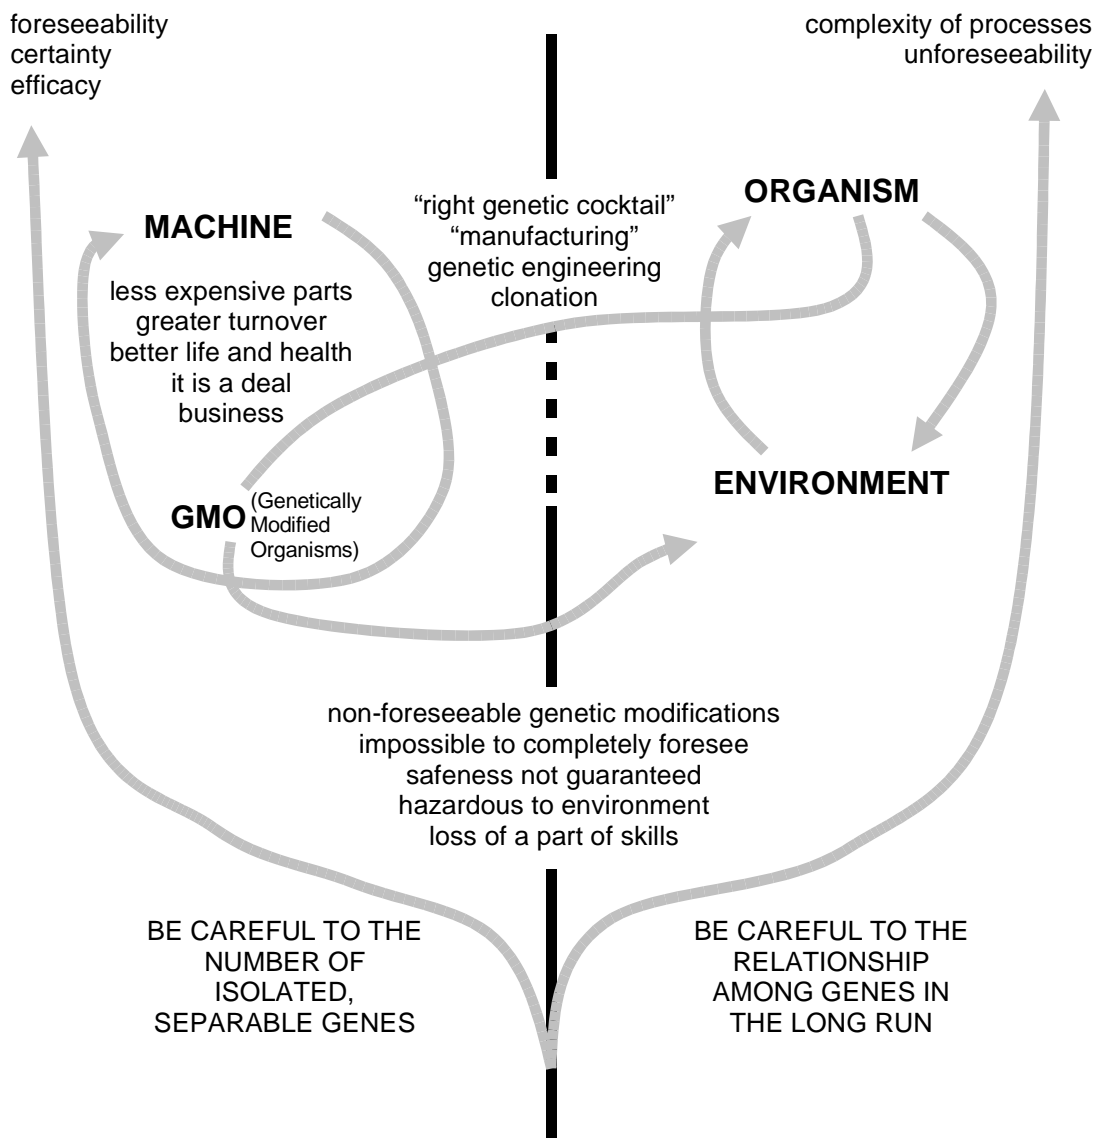 foreseeability
certainty
efficacy
complexity of processes
unforeseeability
MACHINE
less expensive parts
greater turnover
better life and health
it is a deal
business
“right genetic cocktail”
“manufacturing”
genetic engineering
clonation
ORGANISM
ENVIRONMENT
GMO
(Genetically
Modified
Organisms)
non-foreseeable genetic modifications
impossible to completely foresee
safeness not guaranteed
hazardous to environment
loss of a part of skills
BE CAREFUL TO THE
NUMBER OF
ISOLATED,
SEPARABLE GENES
BE CAREFUL TO THE
RELATIONSHIP
AMONG GENES IN
THE LONG RUN